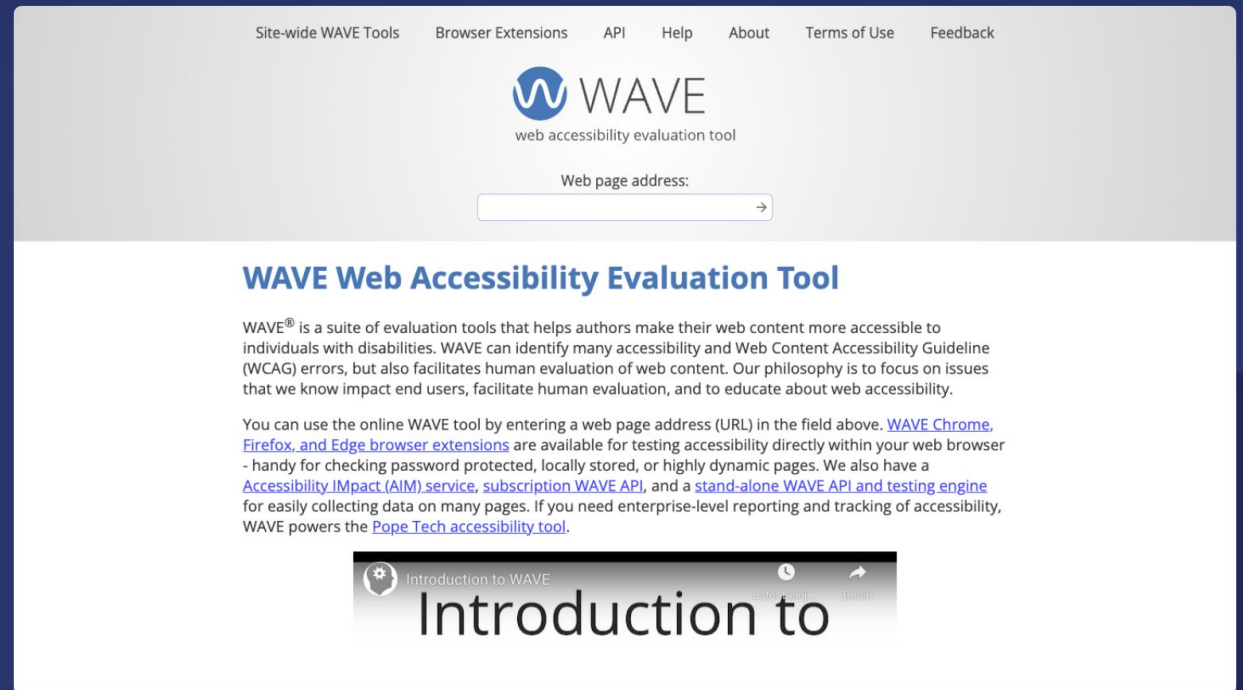 Site-wide WAVE Tools Browser Extensions API Help About Terms of Use Feedback
WAVE
web accessibility evaluation tool
Web page address:
WAVE Web Accessibility Evaluation Tool
WAVE® is a suite of evaluation tools that helps authors make their web content more accessible to
individuals with disabilities. WAVE can identify many accessibility and Web Content Accessibility Guideline
(WCAG) errors, but also facilitates human evaluation of web content. Our philosophy is to focus on issues
that we know impact end users, facilitate human evaluation, and to educate about web accessibility.
You can use the online WAVE tool by entering a web page address (URL) in the field above. WAVE Chrome,
Firefox, and Edge browser extensions are available for testing accessibility directly within your web browser
- handy for checking password protected, locally stored, or highly dynamic pages. We also have a
Accessibility IMpact (AIM) service, subscription WAVE API, and a stand-alone WAVE API and testing engine
for easily collecting data on many pages. If you need enterprise-level reporting and tracking of accessibility,
WAVE powers the Pope Tech accessibility tool.
Introduction to WAVE
Introduction to